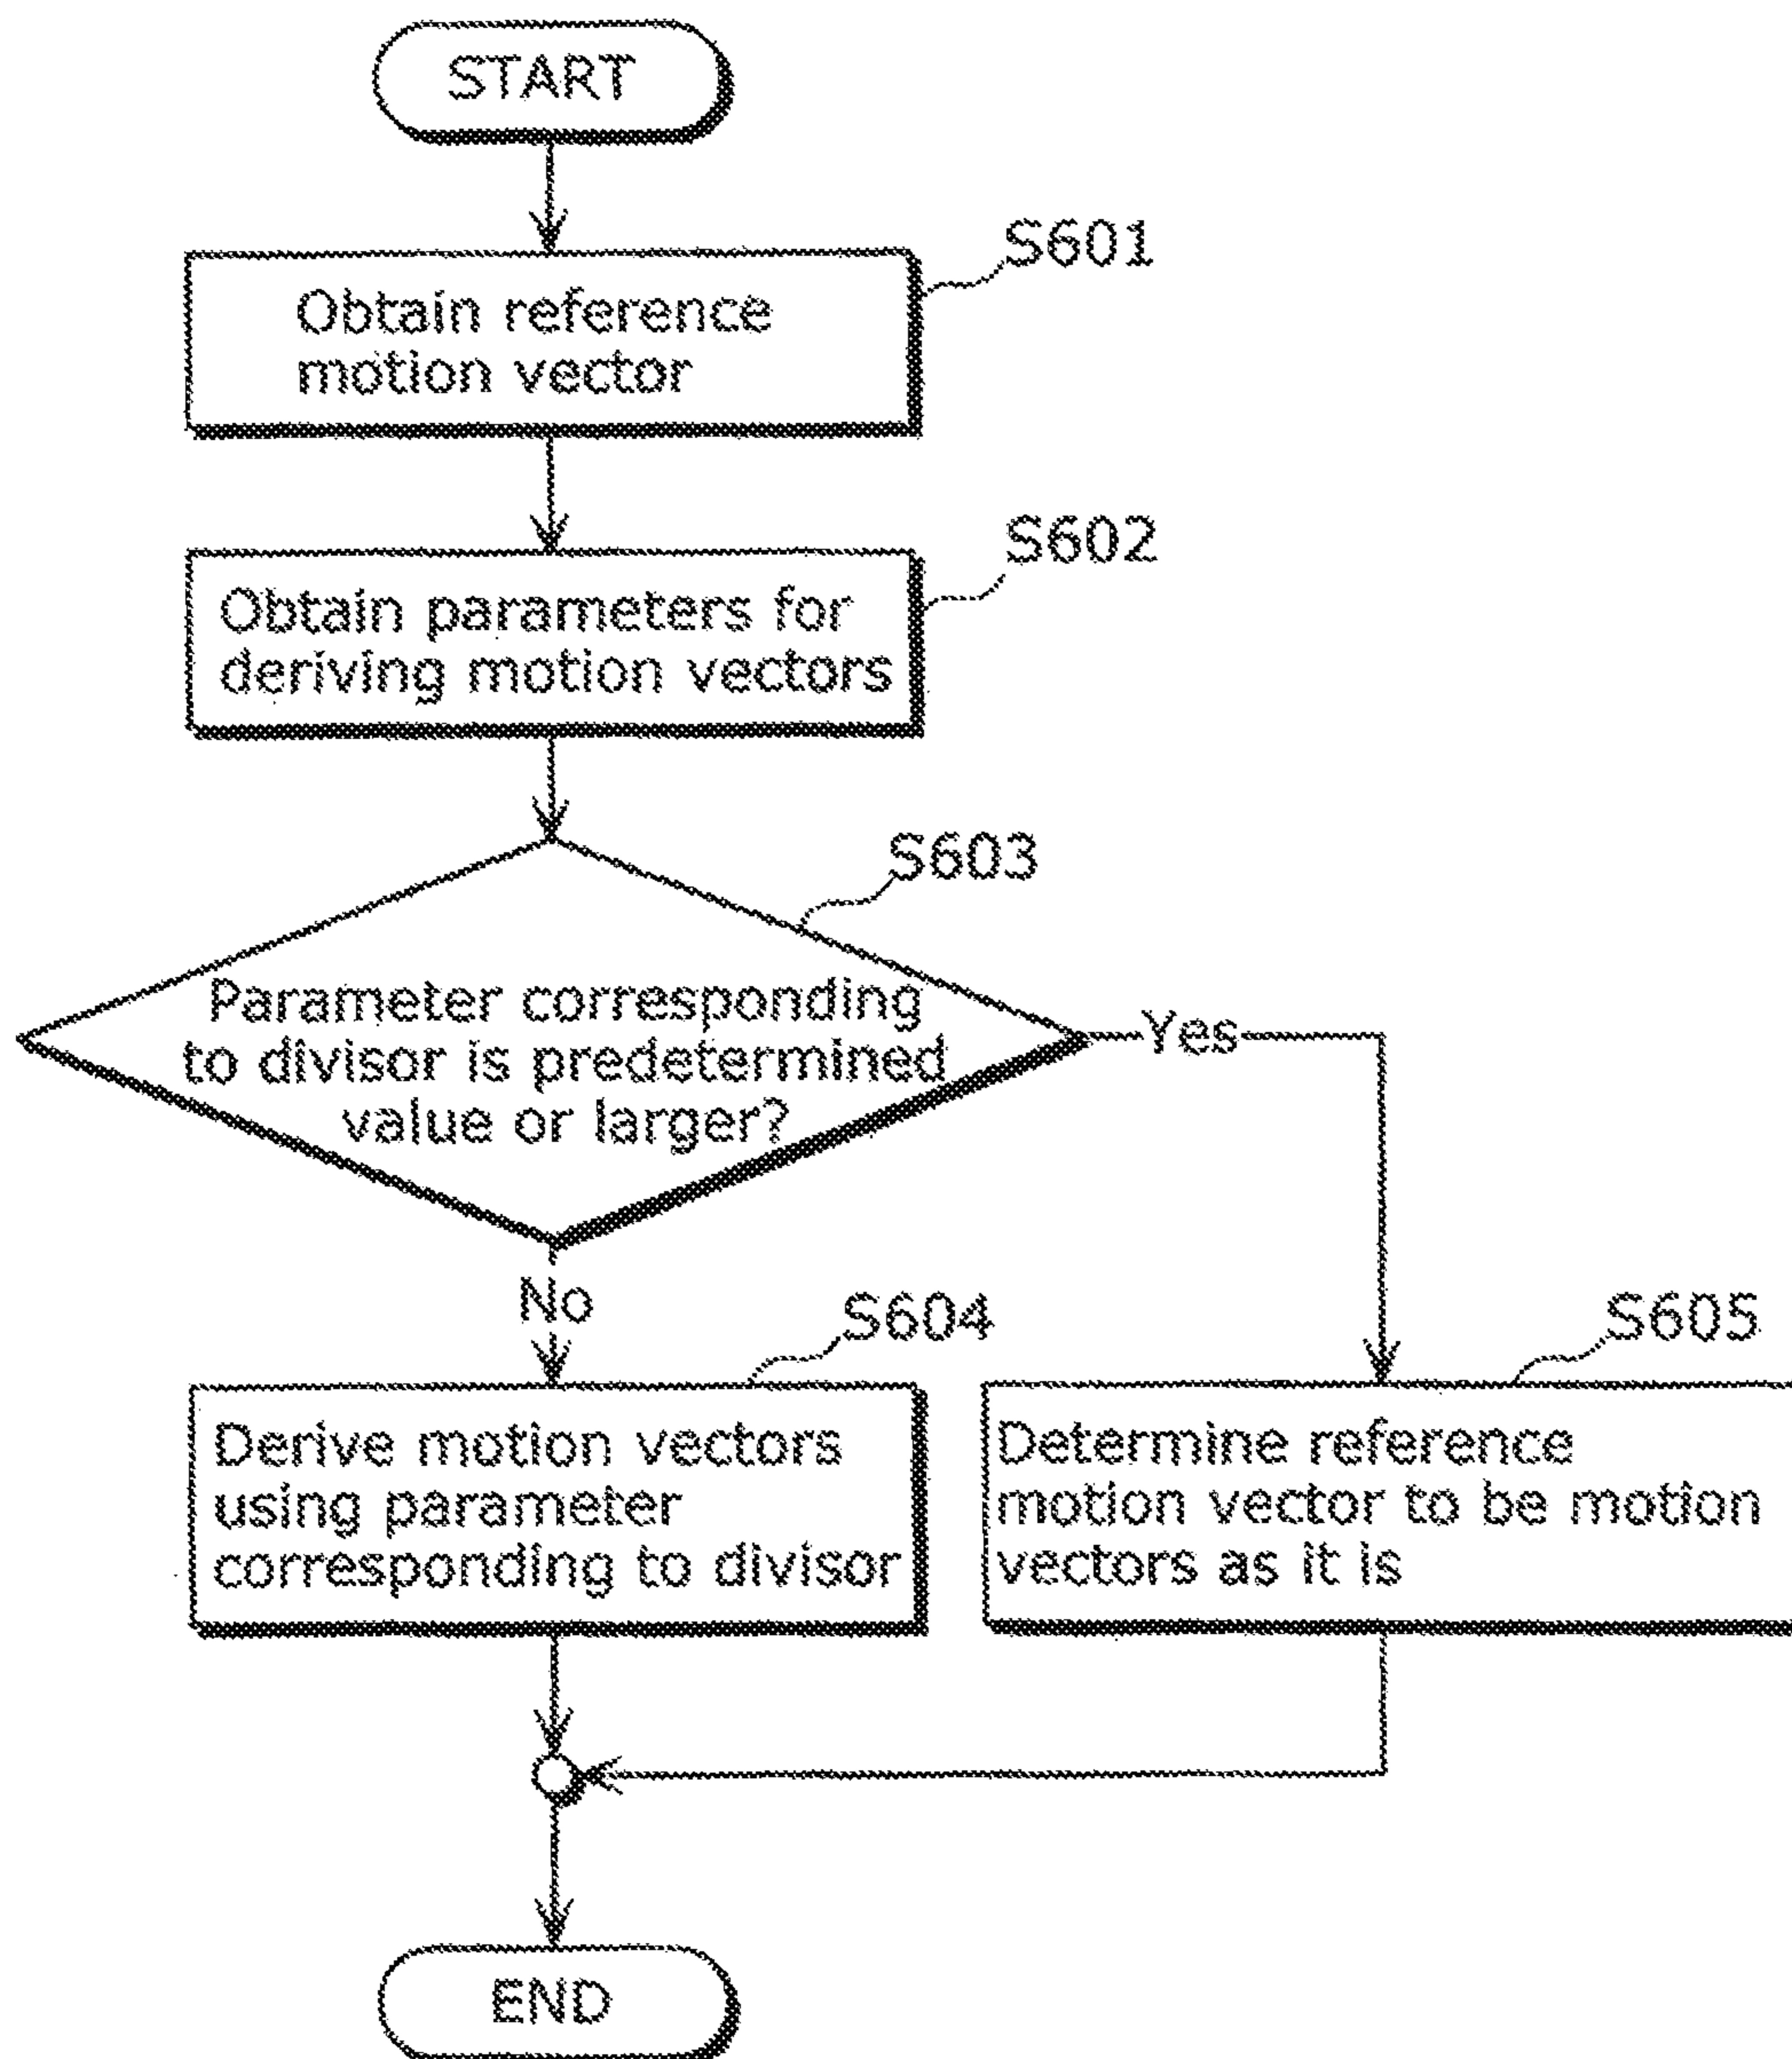 START
S601
Obtain reference
motion vector
S602
Obtain parameters for
deriving motion vectors
S603
Parameter corresponding
to divisor is predetermined
value or larger?
Yes
No
S604
Derive motion vectors
using parameter
corresponding to divisor
S605
Determine reference
motion vector to be motion
vectors as it is
END